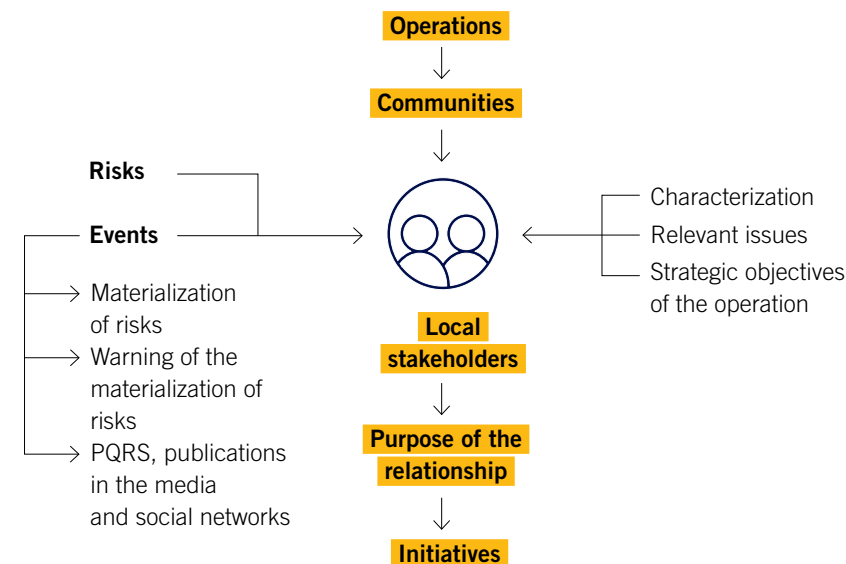 Operations
Communities
Risks
Events
Materialization
of risks
Warning of the
materialization of
risks
PQRS, publications
in the media
and social networks
Characterization
Relevant issues
Strategic objectives
of the operation
Local
stakeholders
Purpose of the
relationship
Initiatives